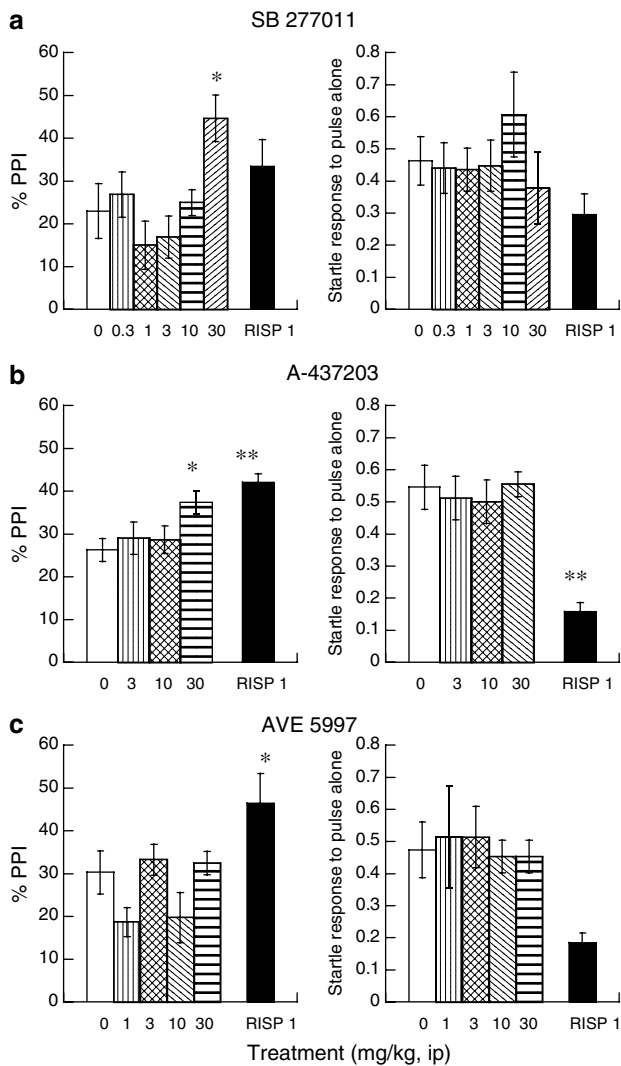 a
SB 277011
% PPI
60
50
40
30
20
10
0
*
0 0.3 1 3 10 30 RISP 1
Startle response to pulse alone
0.8
0.7
0.6
0.5
0.4
0.3
0.2
0.1
0
0 0.3 1 3 10 30 RISP 1
b
A-437203
% PPI
60
50
40
30
20
10
0
*
**
0 3 10 30 RISP 1
Startle response to pulse alone
0.8
0.7
0.6
0.5
0.4
0.3
0.2
0.1
0
**
0 3 10 30 RISP 1
c
AVE 5997
% PPI
60
50
40
30
20
10
0
*
0 1 3 10 30 RISP 1
Startle response to pulse alone
0.8
0.7
0.6
0.5
0.4
0.3
0.2
0.1
0
0 1 3 10 30 RISP 1
Treatment (mg/kg, ip)